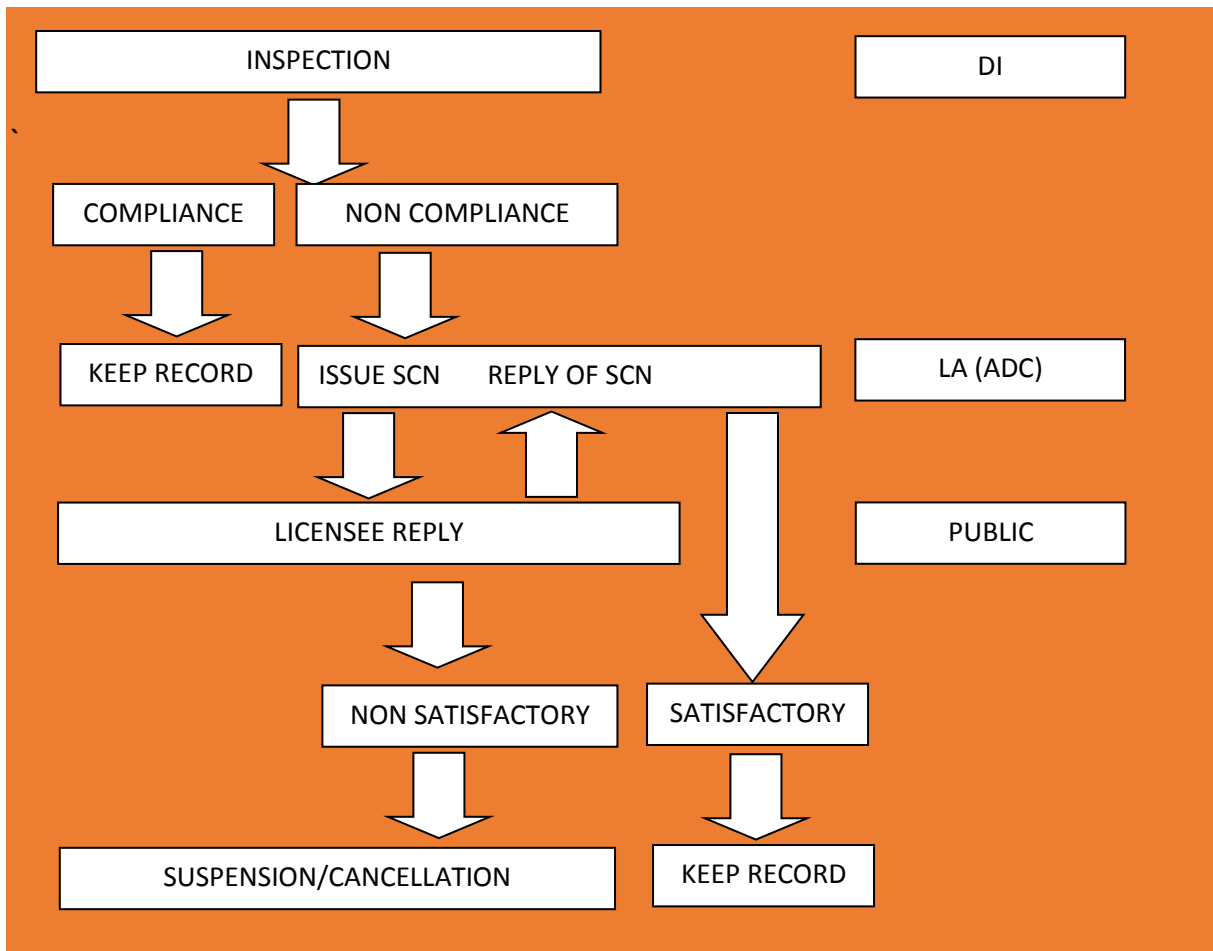 INSPECTION
DI
`
COMPLIANCE
NON COMPLIANCE
KEEP RECORD
ISSUE SCN REPLY OF SCN
LA (ADC)
LICENSEE REPLY
PUBLIC
NON SATISFACTORY
SATISFACTORY
SUSPENSION/CANCELLATION
KEEP RECORD